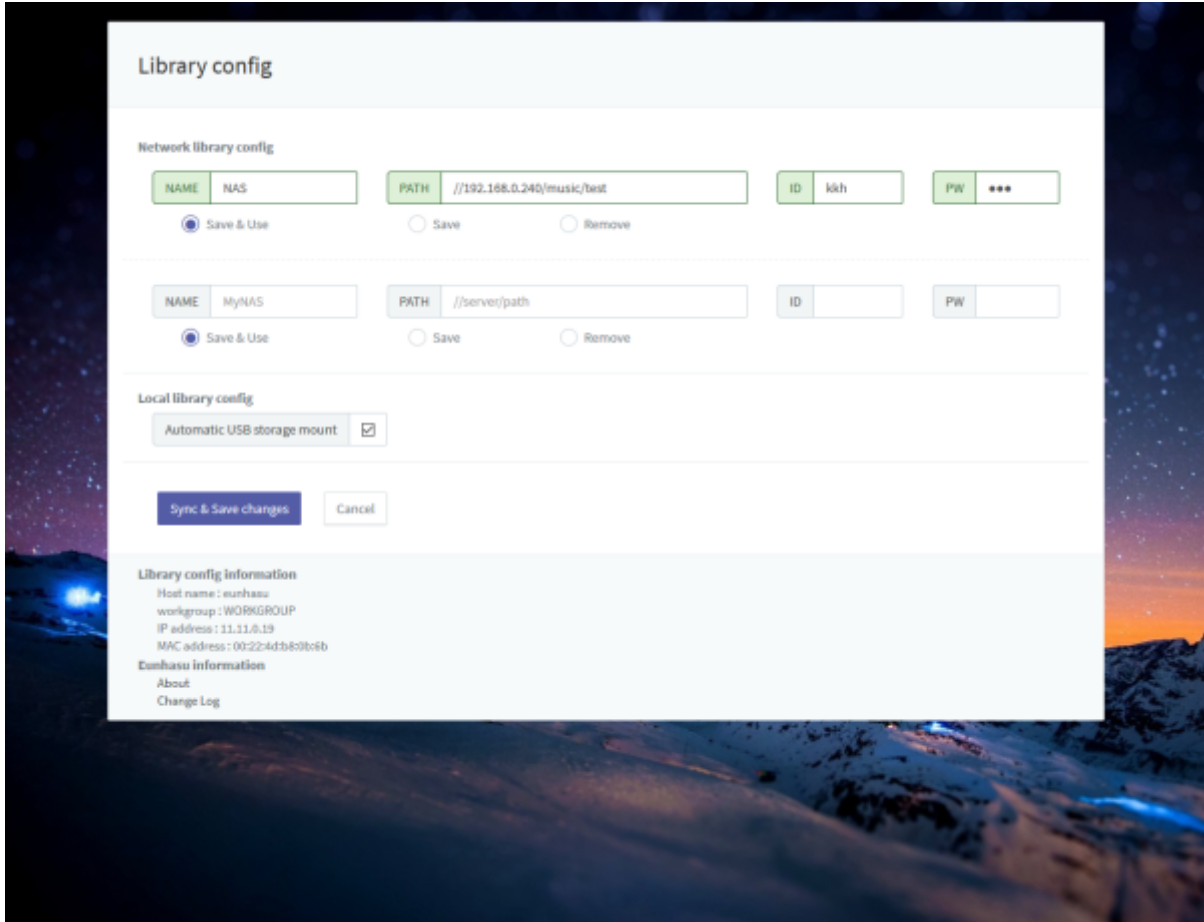 Library config
Network library config
NAME NAS PATH //192.168.0.240/music/test ID kkh PW •••
Save & Use Save Remove
NAME MyNAS PATH //server/path ID PW
Save & Use Save Remove
Local library config
Automatic USB storage mount
Sync & Save changes Cancel
Library config information
Host name : eunhasu
workgroup : WORKGROUP
IP address : 11.11.0.19
MAC address : 00:22:4d:b8:0b:6b
Eunhasu information
About
Change Log